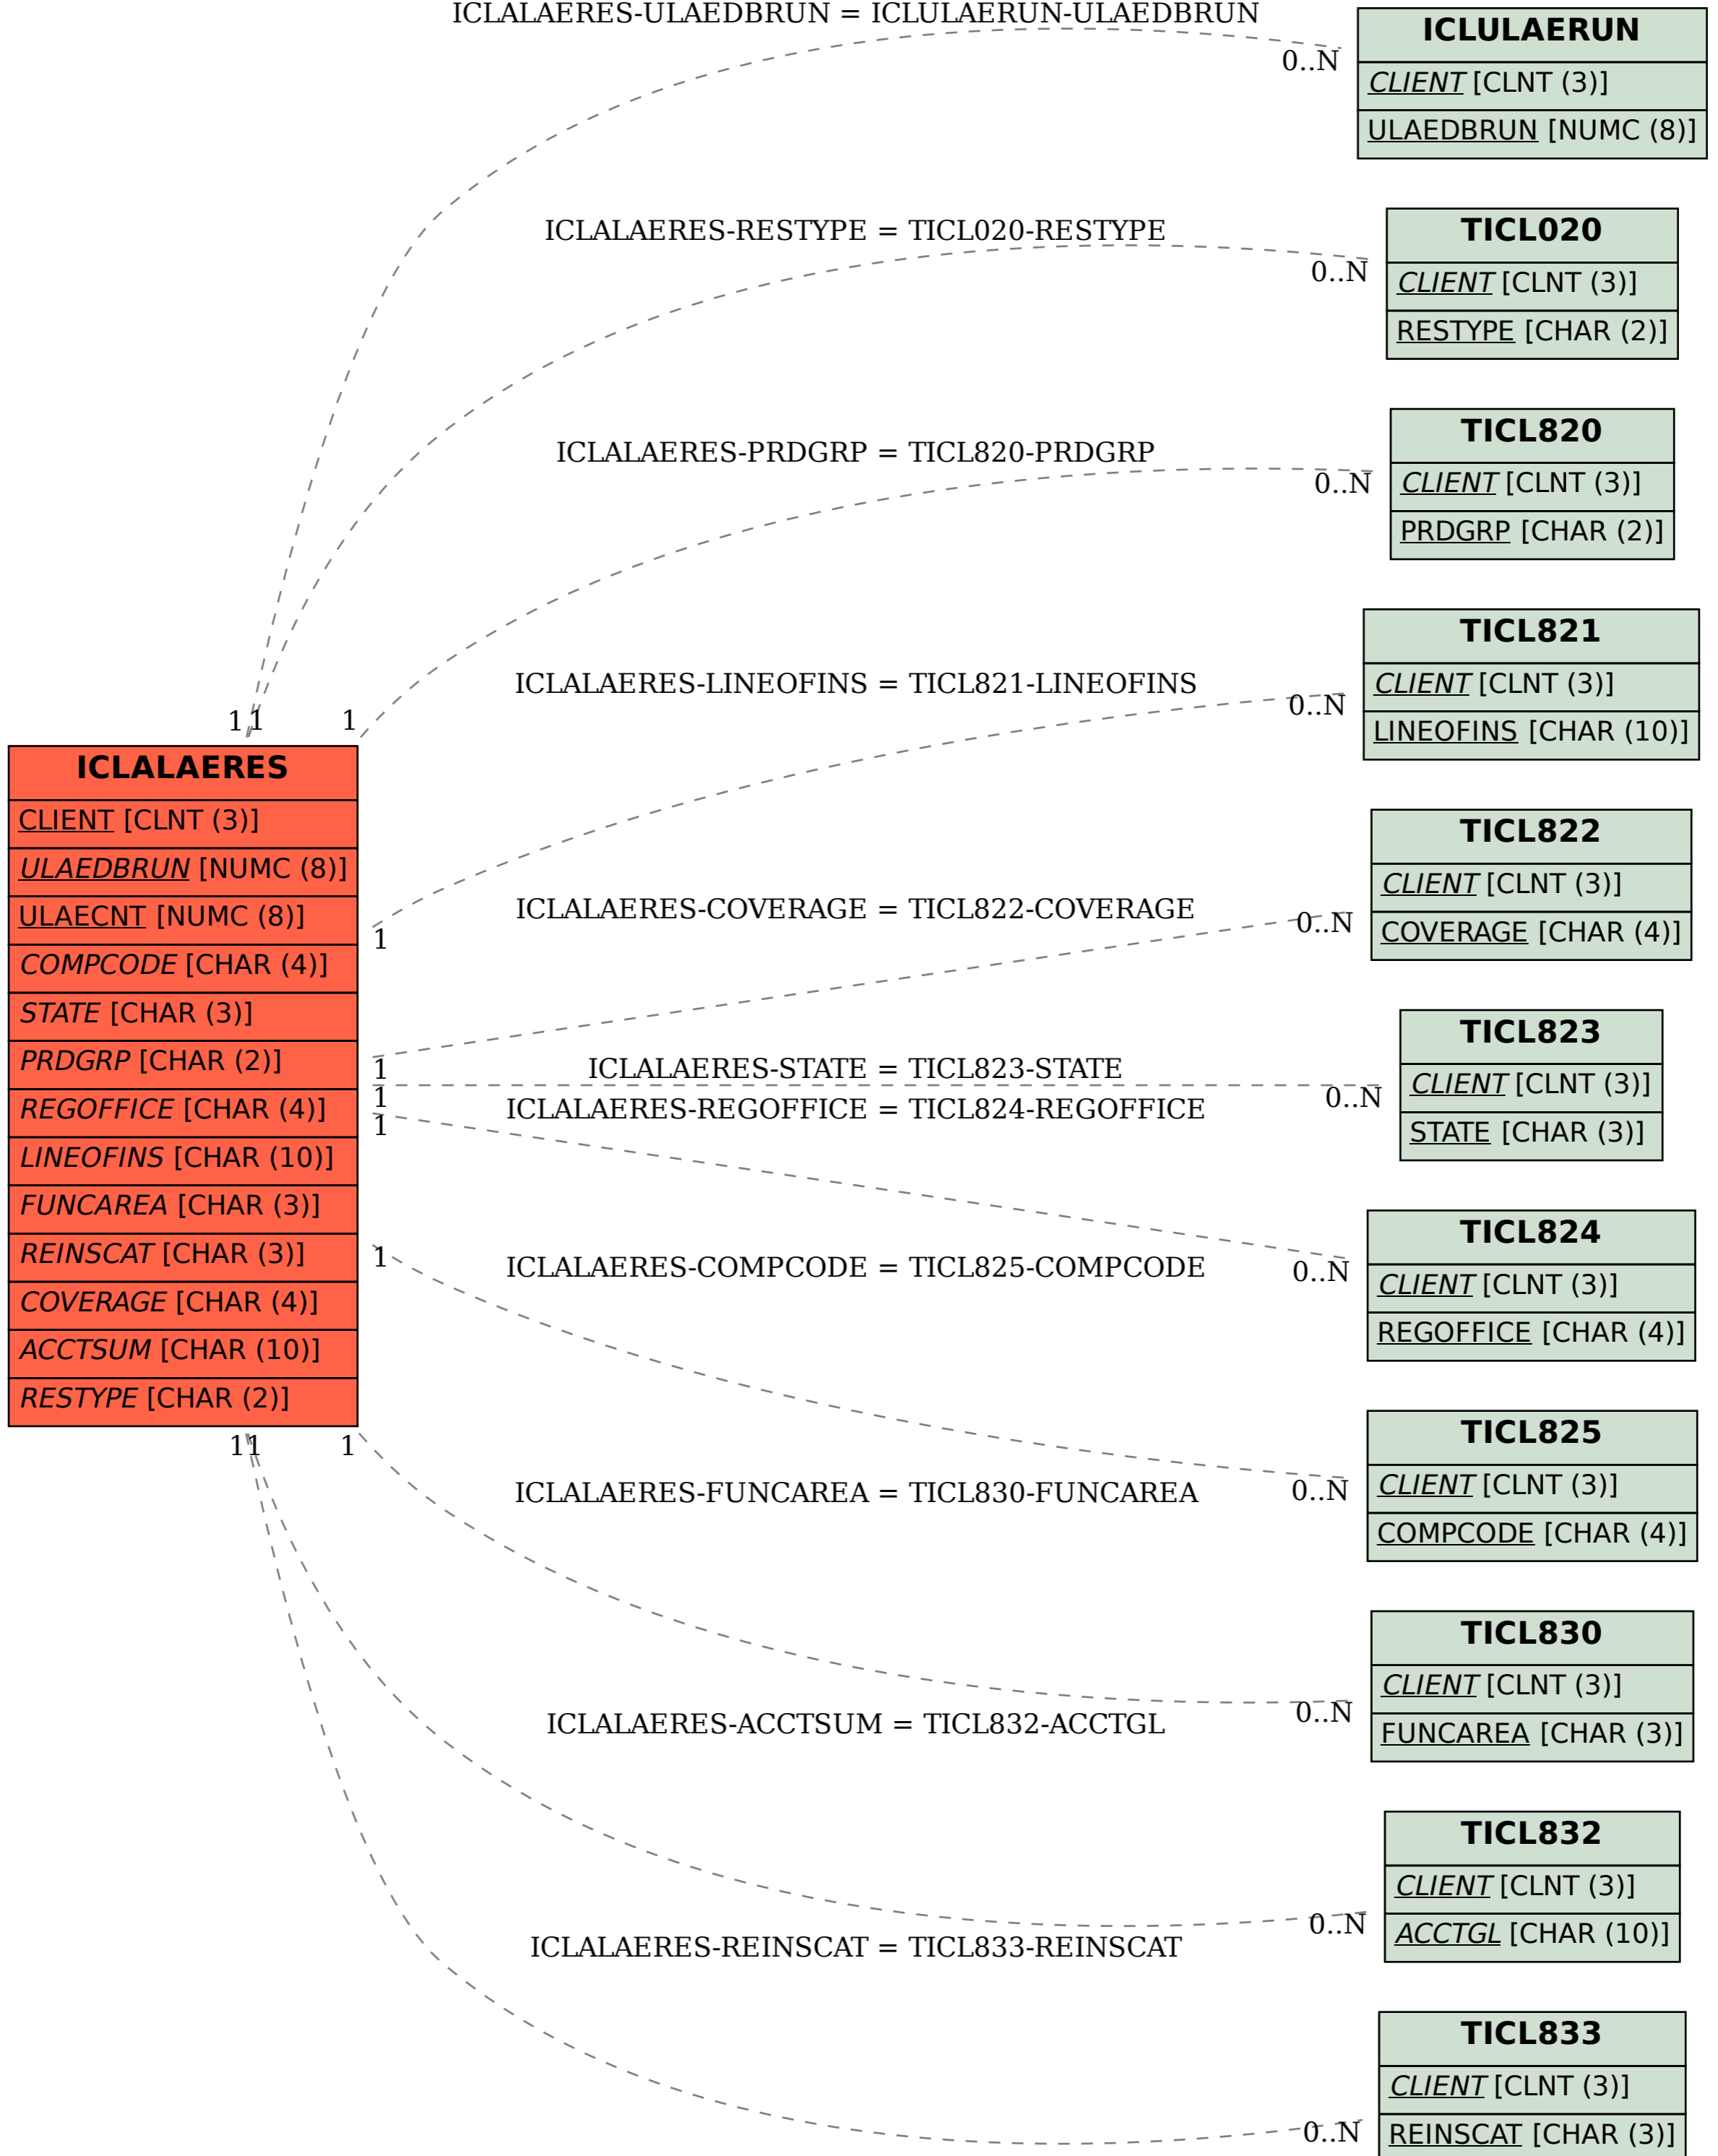 ICLALAERES-ULAEDBRUN = ICLULAERUN-ULAEDBRUN
0..N
ICLULAERUN
CLIENT [CLNT (3)]
ULAEDBRUN [NUMC (8)]
ICLALAERES-RESTYPE = TICL020-RESTYPE
0..N
TICL020
CLIENT [CLNT (3)]
RESTYPE [CHAR (2)]
ICLALAERES-PRDGRP = TICL820-PRDGRP
0..N
TICL820
CLIENT [CLNT (3)]
PRDGRP [CHAR (2)]
ICLALAERES-LINEOFINS = TICL821-LINEOFINS
0..N
TICL821
CLIENT [CLNT (3)]
LINEOFINS [CHAR (10)]
1 1 1
ICLALAERES
CLIENT [CLNT (3)]
ULAEDBRUN [NUMC (8)]
ULAECNT [NUMC (8)]
COMPCODE [CHAR (4)]
STATE [CHAR (3)]
PRDGRP [CHAR (2)]
REGOFFICE [CHAR (4)]
LINEOFINS [CHAR (10)]
FUNCAREA [CHAR (3)]
REINSCAT [CHAR (3)]
COVERAGE [CHAR (4)]
ACCTSUM [CHAR (10)]
RESTYPE [CHAR (2)]
1
1
1
1
1
1 1 1
ICLALAERES-COVERAGE = TICL822-COVERAGE
0..N
TICL822
CLIENT [CLNT (3)]
COVERAGE [CHAR (4)]
ICLALAERES-STATE = TICL823-STATE
0..N
TICL823
CLIENT [CLNT (3)]
STATE [CHAR (3)]
ICLALAERES-REGOFFICE = TICL824-REGOFFICE
0..N
TICL824
CLIENT [CLNT (3)]
REGOFFICE [CHAR (4)]
ICLALAERES-COMPCODE = TICL825-COMPCODE
0..N
TICL825
CLIENT [CLNT (3)]
COMPCODE [CHAR (4)]
ICLALAERES-FUNCAREA = TICL830-FUNCAREA
0..N
TICL830
CLIENT [CLNT (3)]
FUNCAREA [CHAR (3)]
ICLALAERES-ACCTSUM = TICL832-ACCTGL
0..N
TICL832
CLIENT [CLNT (3)]
ACCTGL [CHAR (10)]
ICLALAERES-REINSCAT = TICL833-REINSCAT
0..N
TICL833
CLIENT [CLNT (3)]
REINSCAT [CHAR (3)]